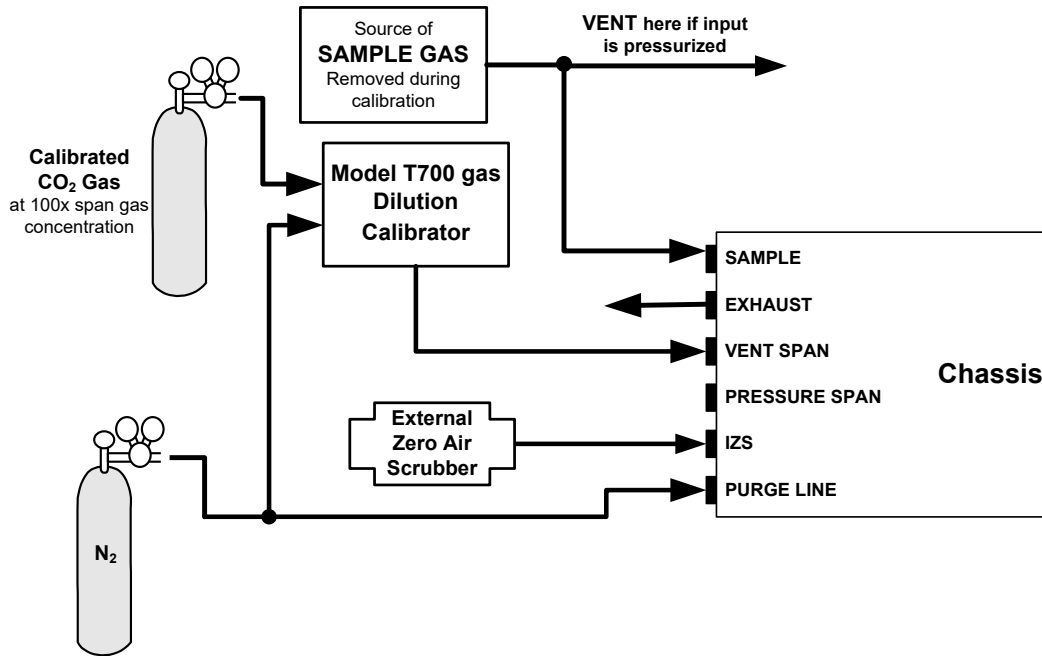 Source of
SAMPLE GAS
Removed during
calibration
VENT here if input
is pressurized
Calibrated
CO₂ Gas
at 100x span gas
concentration
Model T700 gas
Dilution
Calibrator
SAMPLE
EXHAUST
VENT SPAN
PRESSURE SPAN
IZS
PURGE LINE
Chassis
External
Zero Air
Scrubber
N₂